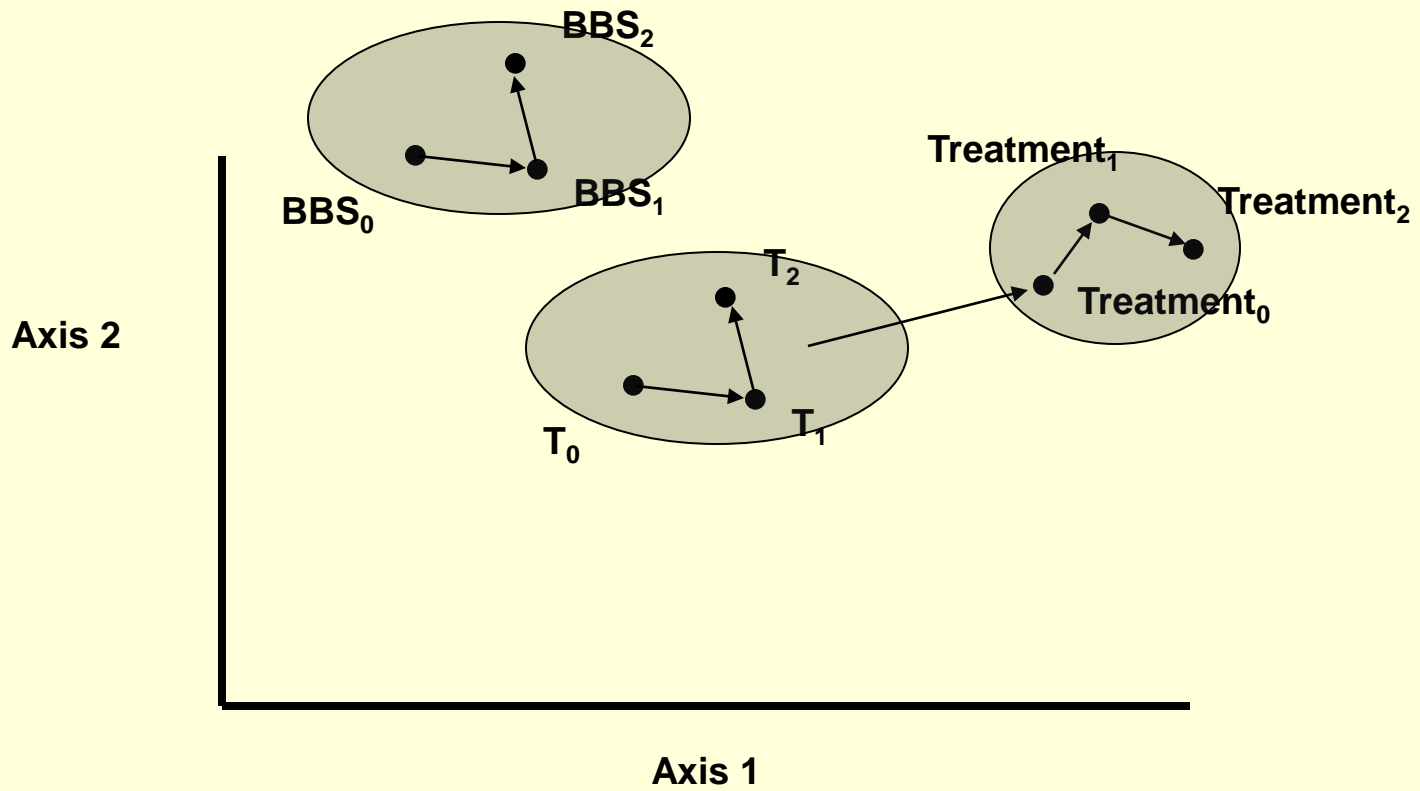 BBS₂
Treatment₁
BBS₁
Treatment₂
BBS₀
T₂
Treatment₀
Axis 2
T₁
T₀
Axis 1